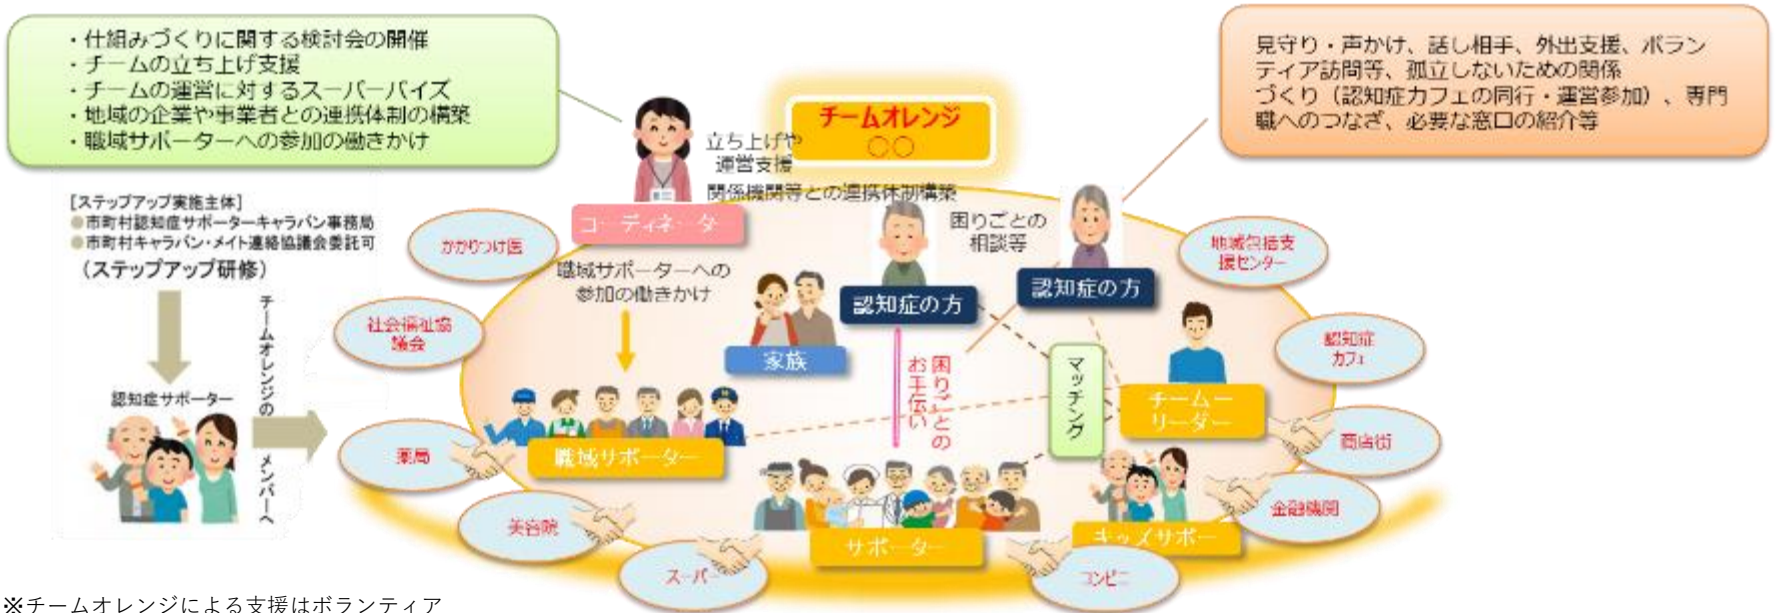 ・仕組みづくりに関する検討会の開催
・チームの立ち上げ支援
・チームの運営に対するスーパーバイズ
・地域の企業や事業者との連携体制の構築
・職域サポーターへの参加の働きかけ
見守り・声かけ、話し相手、外出支援、ボラン
ティア訪問等、孤立しないための関係
づくり（認知症カフェの同行・運営参加）、専門
職へのつなぎ、必要な窓口の紹介等
チームオレンジ
〇〇
立ち上げや
運営支援
関係機関等との連携体制構築
コーディネータ
[ステップアップ実施主体]
●市町村認知症サポーターキャラバン事務局
●市町村キャラバン・メイト連絡協議会委託可
（ステップアップ研修）
チームオレンジの
メンバーへ
認知症サポーター
かかりつけ医
社会福祉協
議会
薬局
美容院
スーパー
コンビニ
金融機関
商店街
認知症
カフェ
地域包括支
援センター
困りごとの
相談等
認知症の方
認知症の方
職域サポーターへの
参加の働きかけ
家族
困りごとの
お手伝い
マッチング
チームー
リーダー
職域サポーター
サポーター
キッズサポー
※チームオレンジによる支援はボランティア